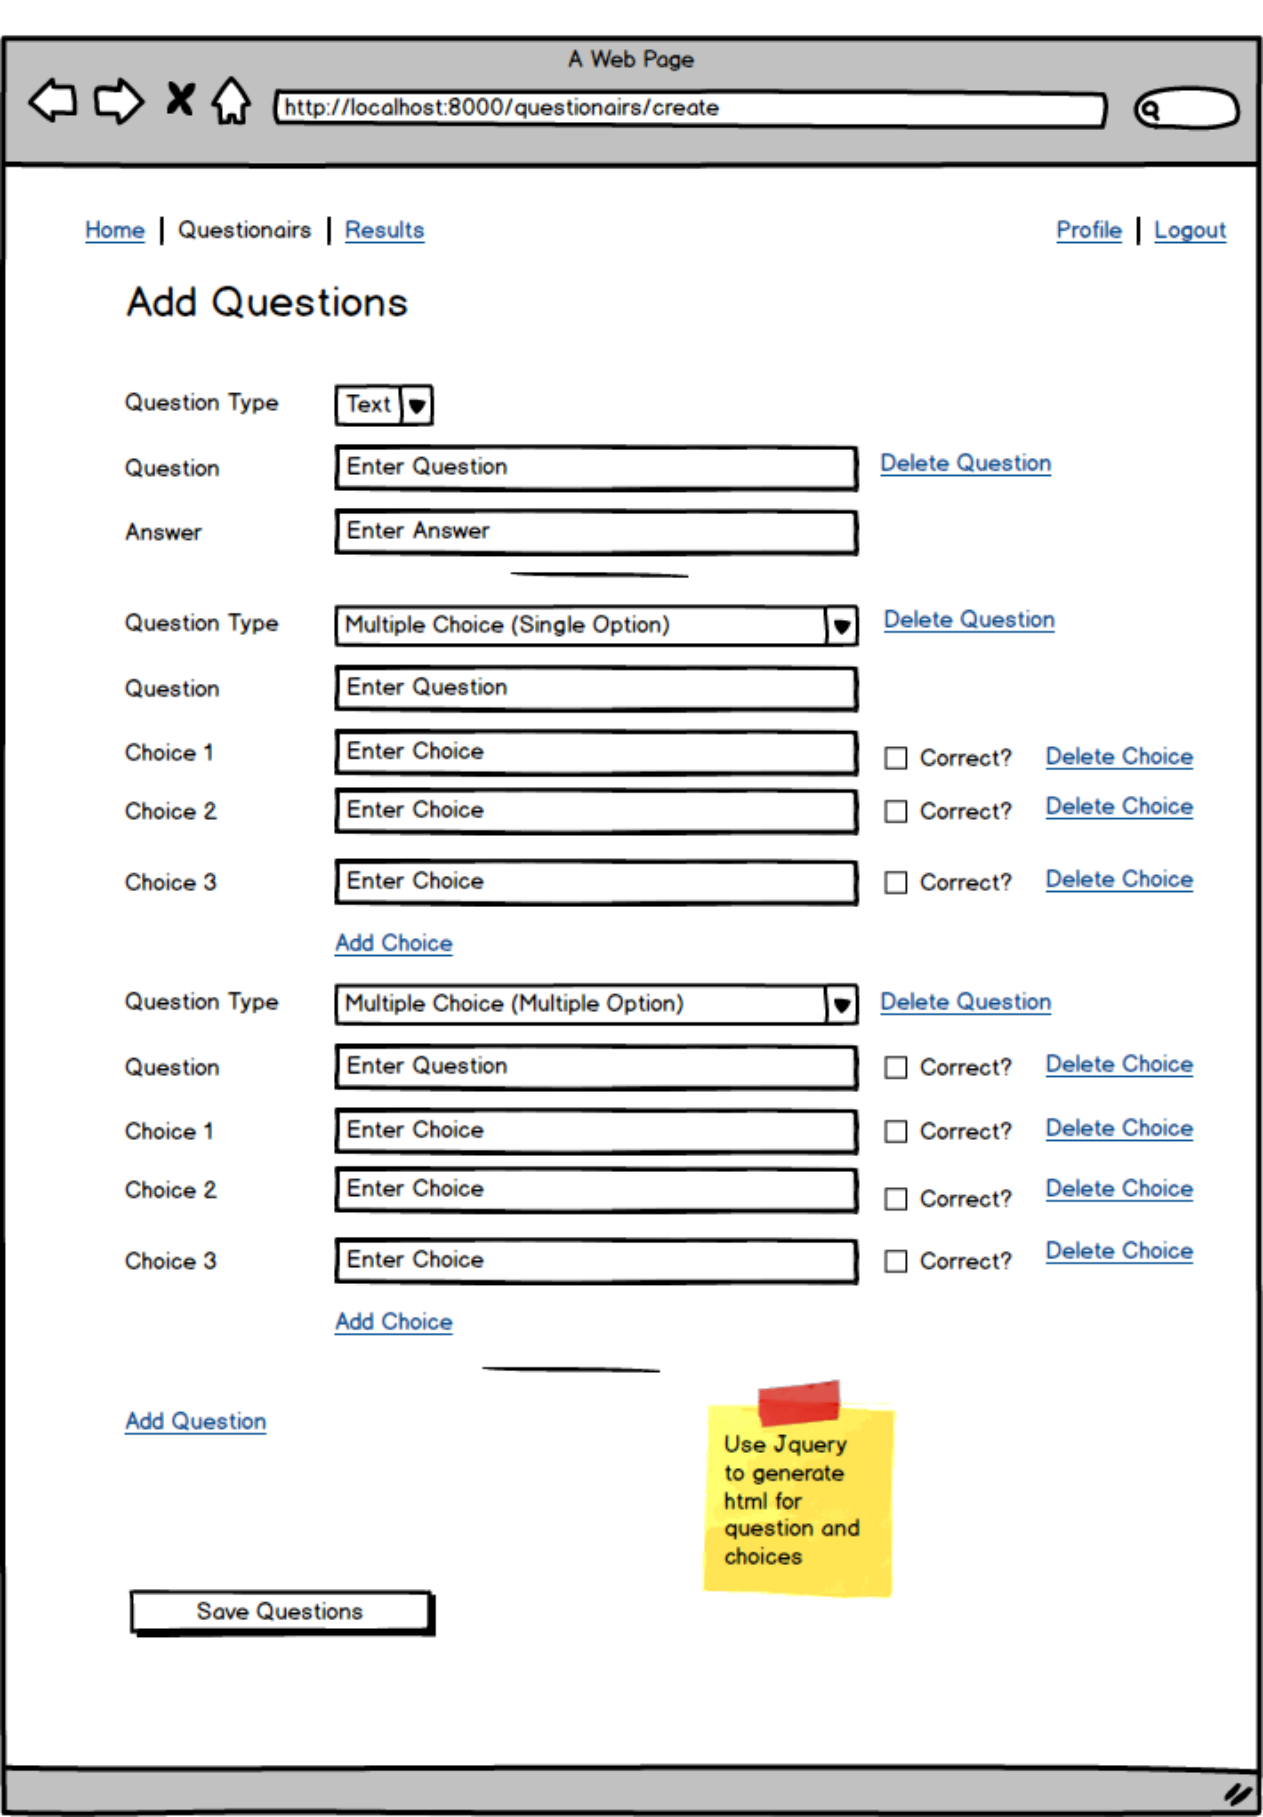 A Web Page
http://localhost:8000/questionairs/create
Home | Questionairs | Results Profile | Logout
Add Questions
Question Type Text
Question Enter Question Delete Question
Answer Enter Answer
Question Type Multiple Choice (Single Option) Delete Question
Question Enter Question
Choice 1 Enter Choice Correct? Delete Choice
Choice 2 Enter Choice Correct? Delete Choice
Choice 3 Enter Choice Correct? Delete Choice
Add Choice
Question Type Multiple Choice (Multiple Option) Delete Question
Question Enter Question Correct? Delete Choice
Choice 1 Enter Choice Correct? Delete Choice
Choice 2 Enter Choice Correct? Delete Choice
Choice 3 Enter Choice Correct? Delete Choice
Add Choice
Add Question
Use Jquery
to generate
html for
question and
choices
Save Questions